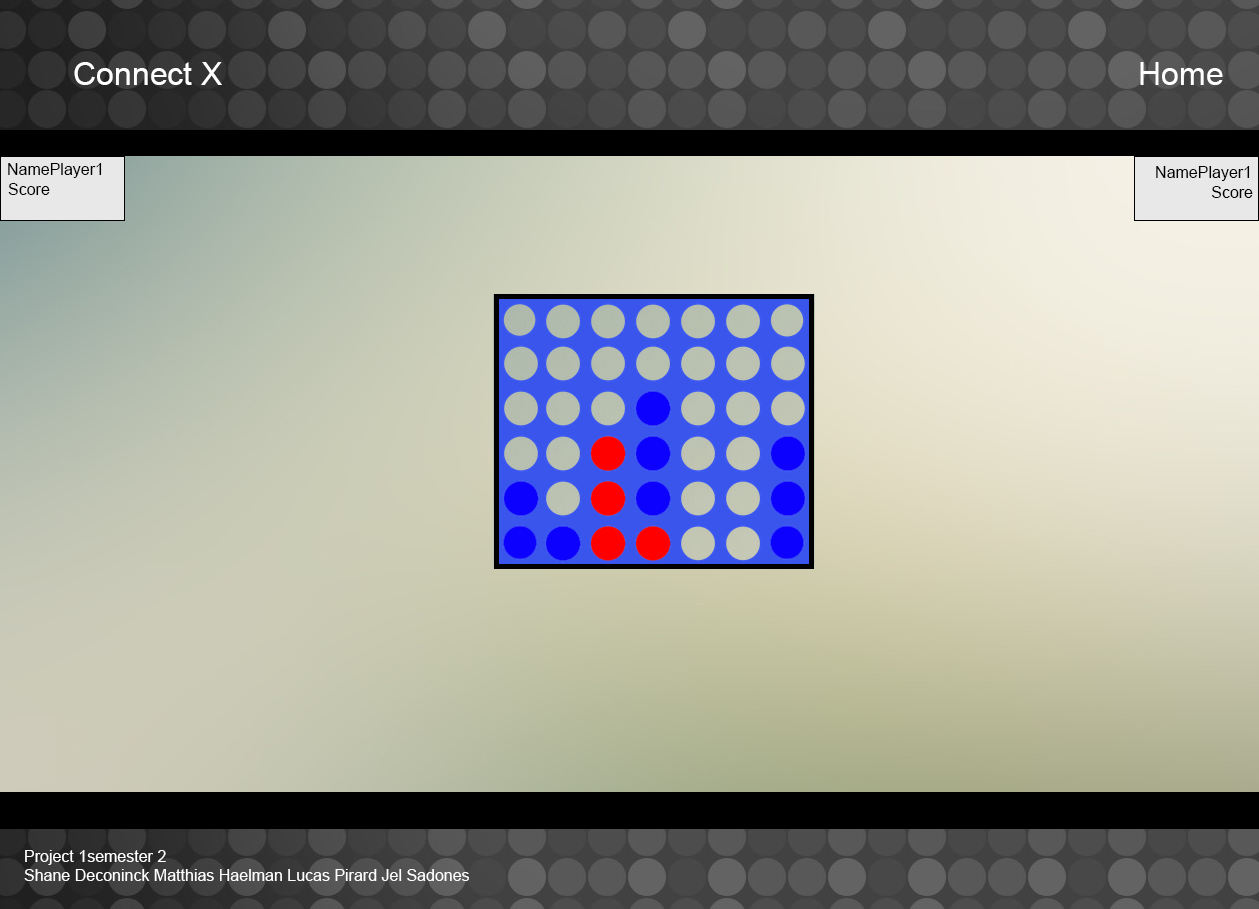 Connect X
Home
NamePlayer1
Score
NamePlayer1
Score
Project 1semester 2
Shane Deconinck Matthias Haelman Lucas Pirard Jel Sadones